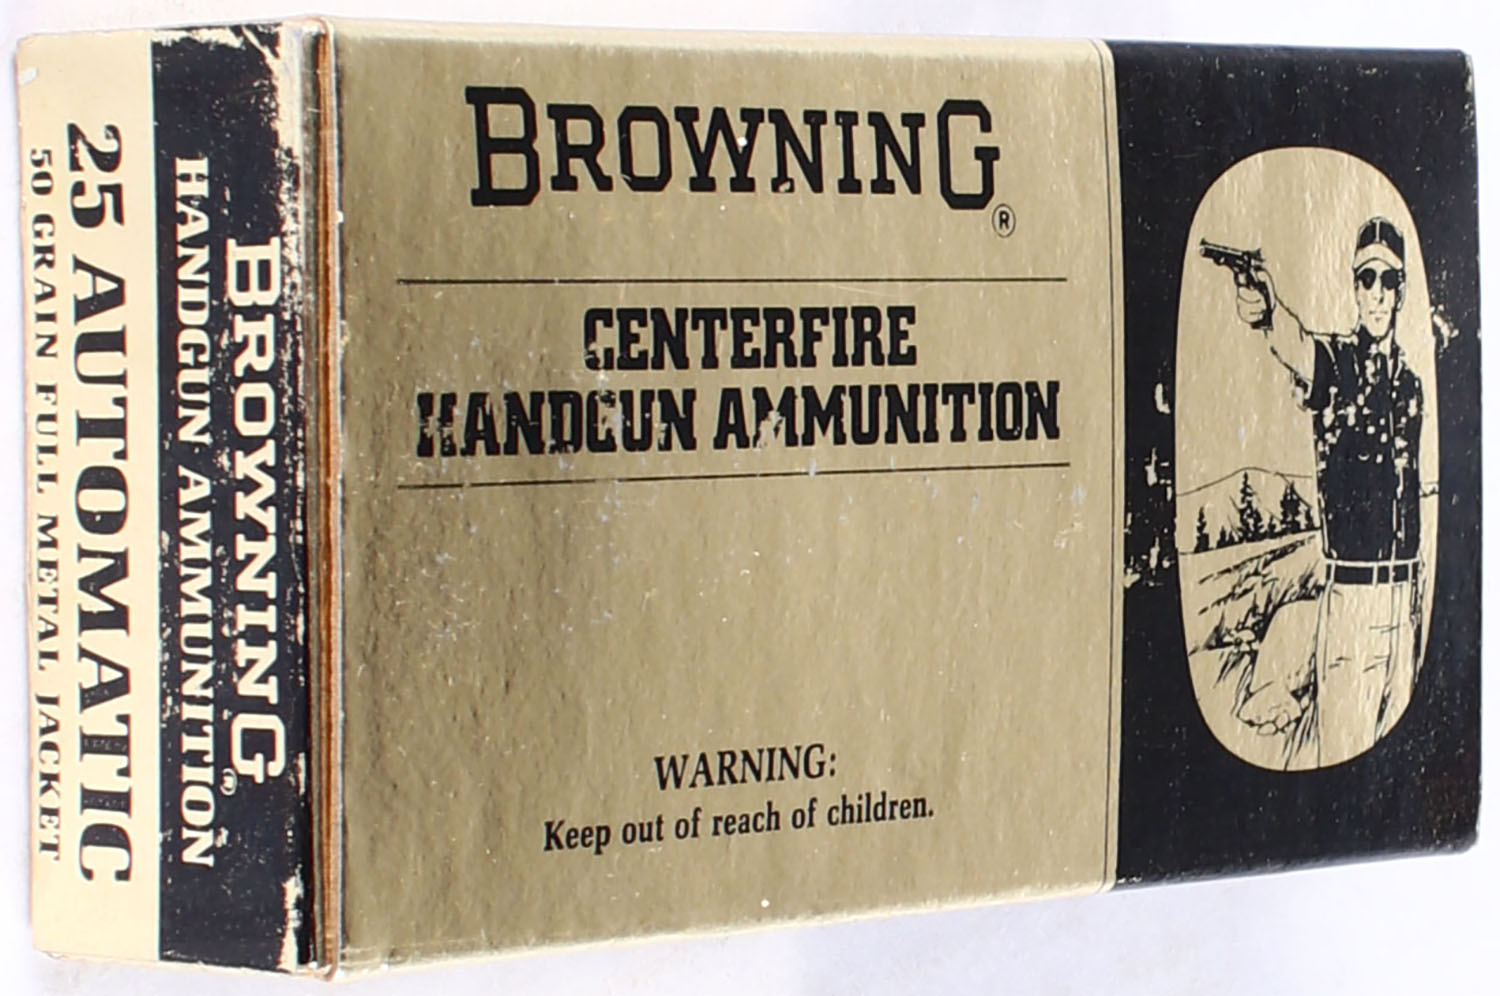 BROWNING®
CENTERFIRE
HANDGUN AMMUNITION
WARNING:
Keep out of reach of children.
BROWNING®
HANDGUN AMMUNITION
25 AUTOMATIC
50 GRAIN FULL METAL JACKET